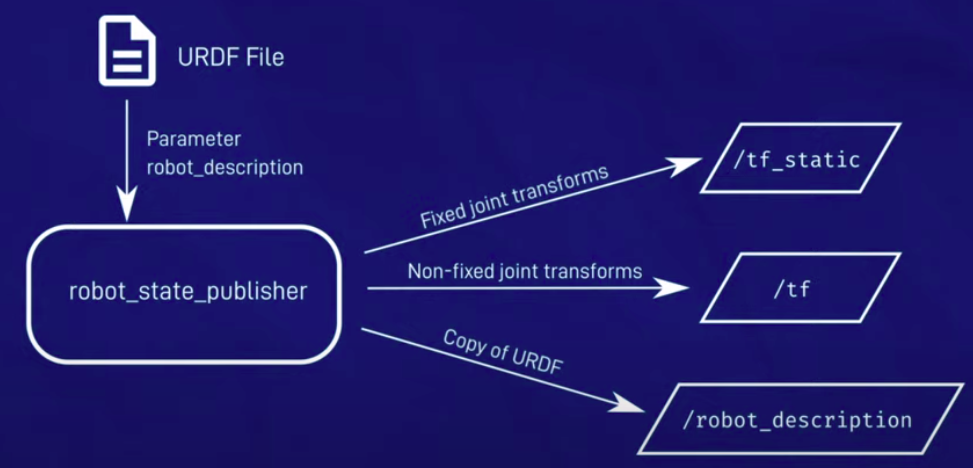 URDF File
Parameter
robot_description
robot_state_publisher
Fixed joint transforms
/tf_static
Non-fixed joint transforms
/tf
Copy of URDF
/robot_description